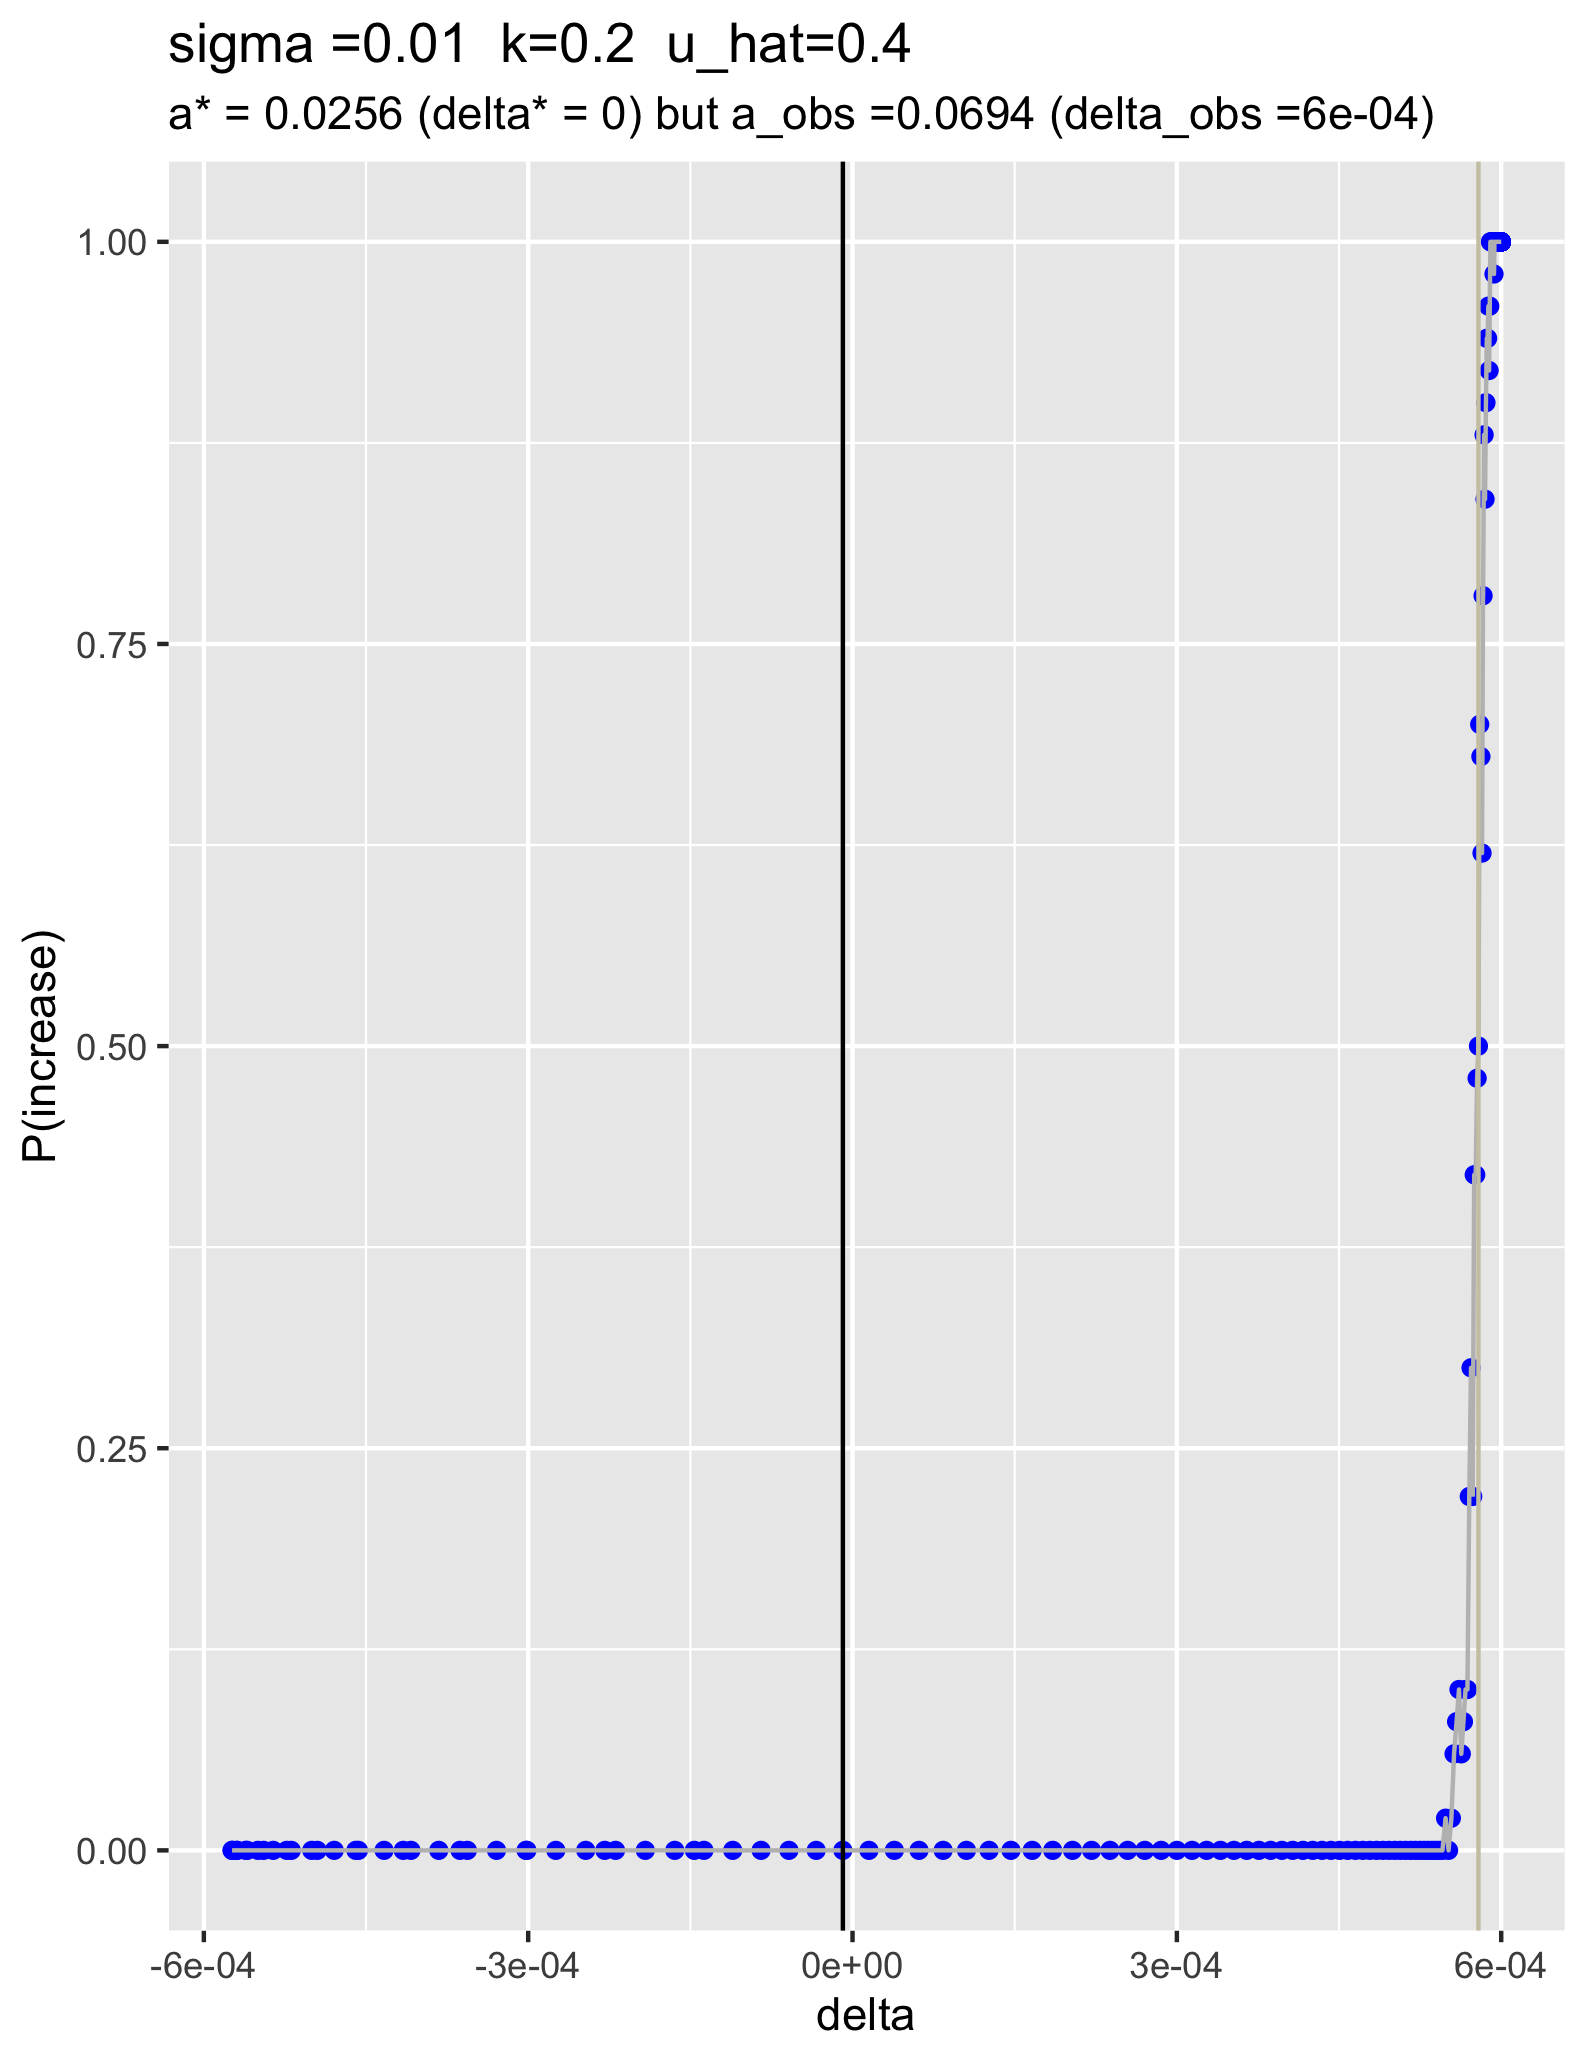 sigma =0.01  k=0.2  u_hat=0.4
a* = 0.0256 (delta* = 0) but a_obs =0.0694 (delta_obs =6e-04)
1.00
0.75
0.50
0.25
0.00
P(increase)
-6e-04
-3e-04
0e+00
3e-04
6e-04
delta